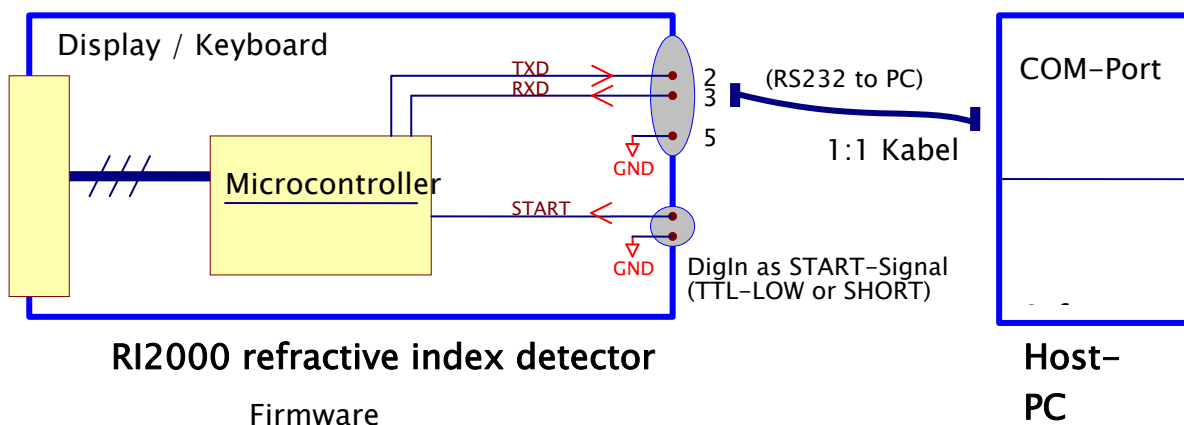 Display / Keyboard
COM–Port
TXD
2
(RS232 to PC)
RXD
3
5
1:1 Kabel
GND
Microcontroller
START
GND
DigIn as START–Signal
(TTL–LOW or SHORT)
RI2000 refractive index detector
Host–
PC
Firmware